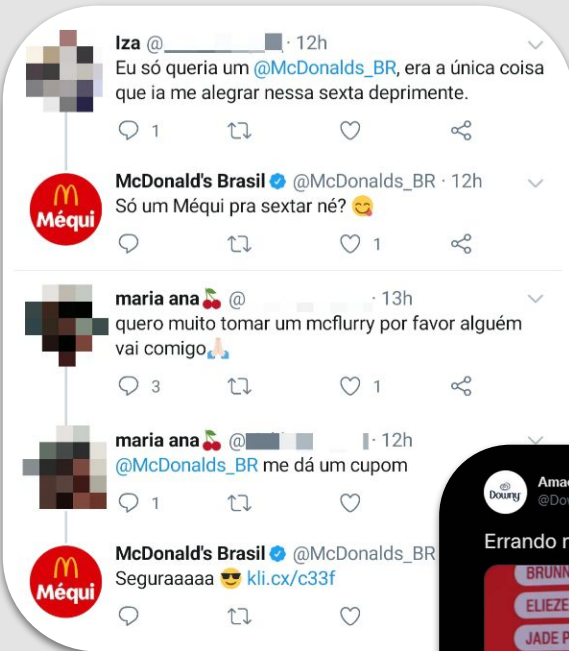 Iza @ · 12h
Eu só queria um @McDonalds_BR, era a única coisa
que ia me alegrar nessa sexta deprimente.
1
McDonald's Brasil @McDonalds_BR · 12h
Méqui
Só um Méqui pra sextar né? 😋
1
maria ana🍒 @ · 13h
quero muito tomar um mcflurry por favor alguém
vai comigo🙏🏻
3 1
maria ana🍒 @ · 12h
@McDonalds_BR me dá um cupom
1
McDonald's Brasil @McDonalds_BR
Méqui
Seguraaaaa 😎 kli.cx/c33f
Downy
Errando